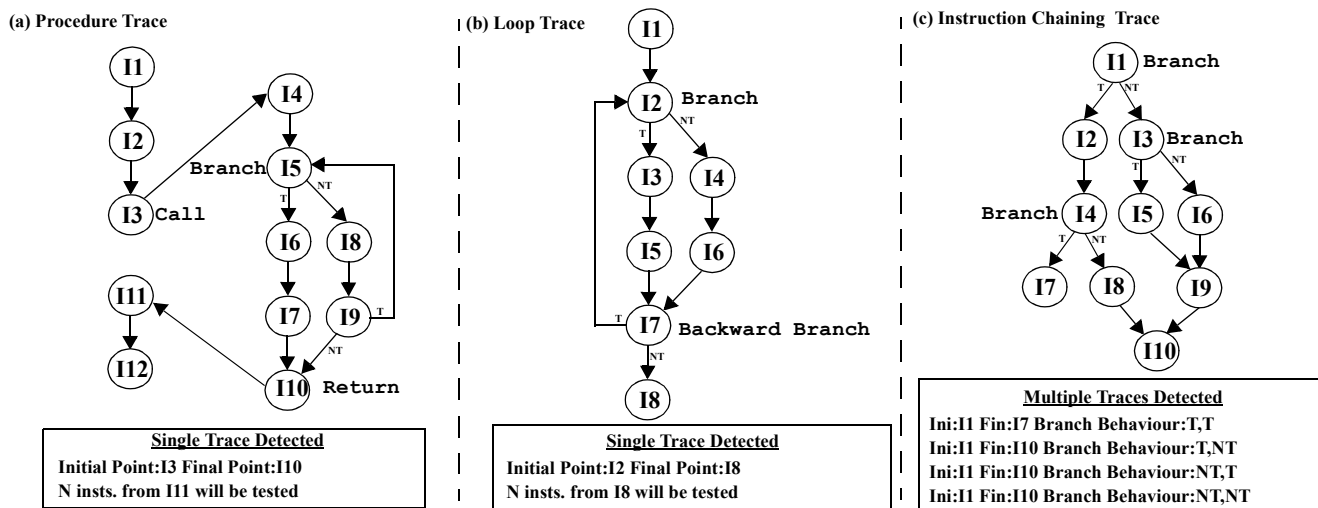 (a) Procedure Trace
I1
I2
I3
Call
I4
Branch
I5
T
NT
I6
I8
I7
I9
T
NT
I10
Return
I11
I12
Single Trace Detected
Initial Point:I3 Final Point:I10
N insts. from I11 will be tested
(b) Loop Trace
I1
I2
Branch
T
NT
I3
I4
I5
I6
I7
T
Backward Branch
NT
I8
Single Trace Detected
Initial Point:I2 Final Point:I8
N insts. from I8 will be tested
(c) Instruction Chaining Trace
I1
Branch
T
NT
I2
I3
Branch
T
NT
Branch
I4
I5
I6
T
NT
I7
I8
I9
I10
Multiple Traces Detected
Ini:I1 Fin:I7 Branch Behaviour:T,T
Ini:I1 Fin:I10 Branch Behaviour:T,NT
Ini:I1 Fin:I10 Branch Behaviour:NT,T
Ini:I1 Fin:I10 Branch Behaviour:NT,NT